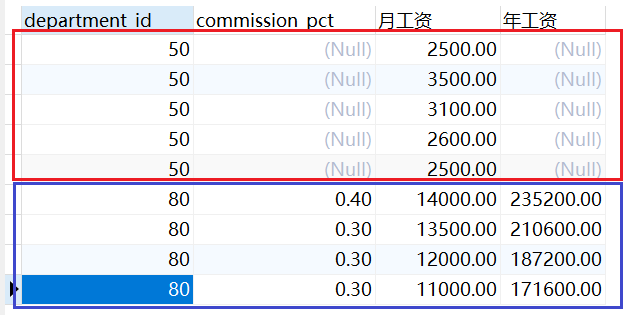 department_id commission_pct 月工资 年工资
50 (Null) 2500.00 (Null)
50 (Null) 3500.00 (Null)
50 (Null) 3100.00 (Null)
50 (Null) 2600.00 (Null)
50 (Null) 2500.00 (Null)
80 0.40 14000.00 235200.00
80 0.30 13500.00 210600.00
80 0.30 12000.00 187200.00
80 0.30 11000.00 171600.00